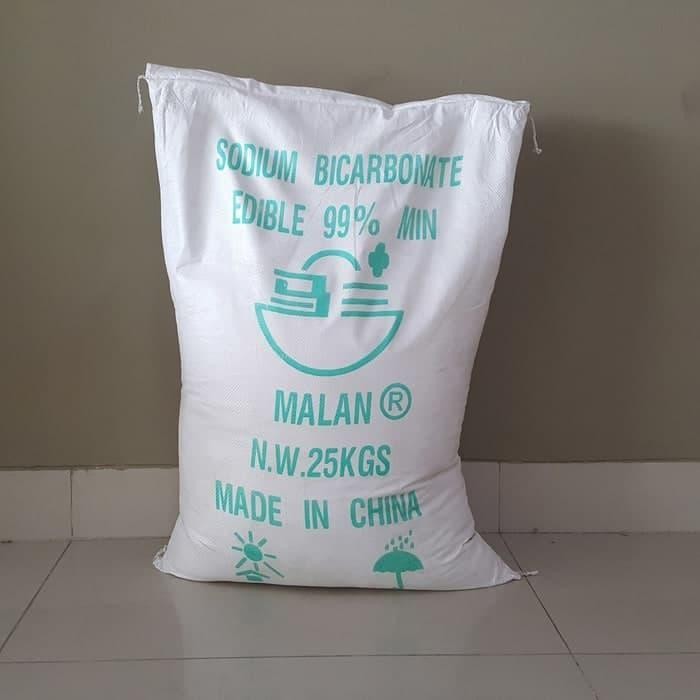 SODIUM BICARBONATE
EDIBLE 99% MIN
MALAN ®
N.W.25KGS
MADE IN CHINA